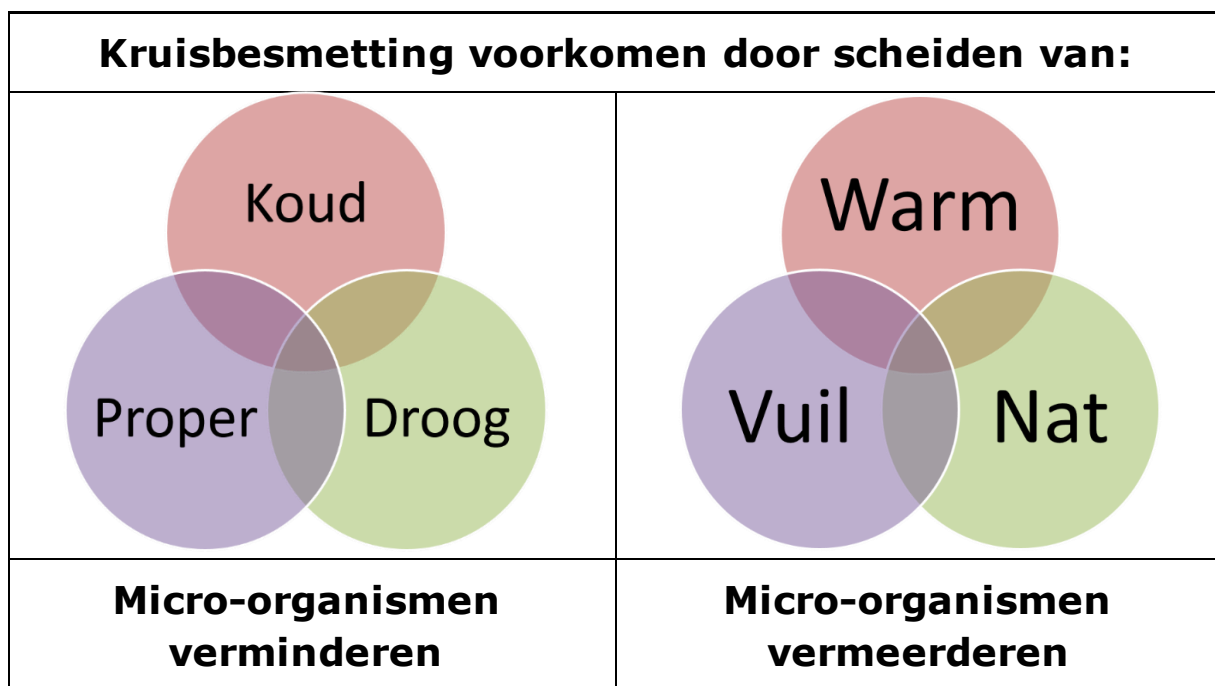 Kruisbesmetting voorkomen door scheiden van:
Koud
Proper
Droog
Warm
Vuil
Nat
Micro-organismen
verminderen
Micro-organismen
vermeerderen